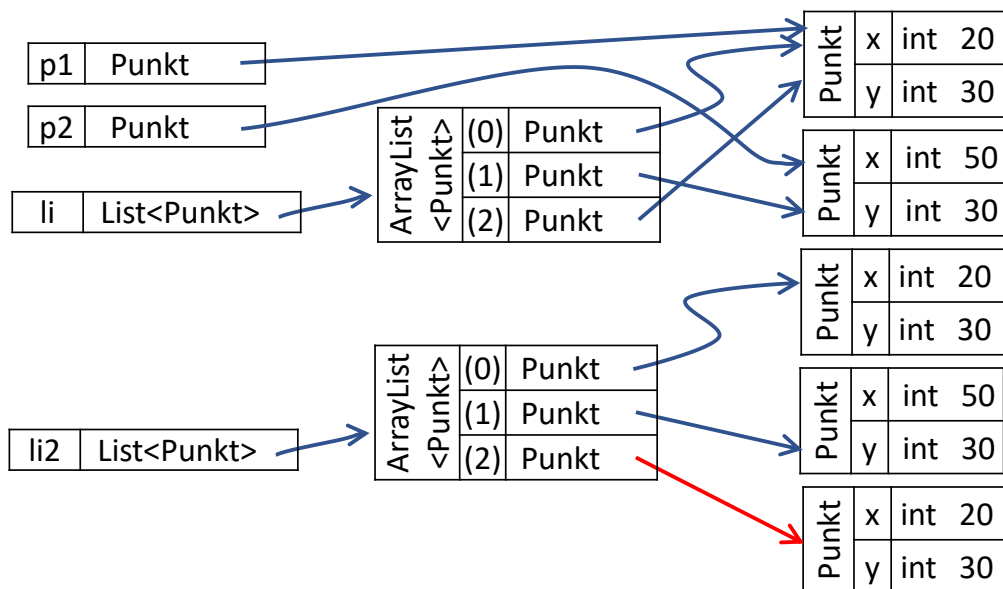 p1 Punkt
p2 Punkt
li List<Punkt>
ArrayList
<Punkt>
(0) Punkt
(1) Punkt
(2) Punkt
Punkt
x int 20
y int 30
Punkt
x int 50
y int 30
li2 List<Punkt>
ArrayList
<Punkt>
(0) Punkt
(1) Punkt
(2) Punkt
Punkt
x int 20
y int 30
Punkt
x int 50
y int 30
Punkt
x int 20
y int 30